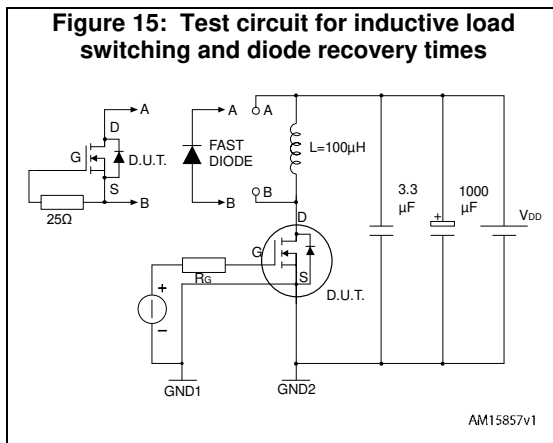 Figure 15: Test circuit for inductive load
switching and diode recovery times
A
D
G
D.U.T.
S
B
25Ω
A
FAST
DIODE
B
A
B
L=100µH
3.3
µF
1000
µF
+
VDD
D
G
S
D.U.T.
RG
+
–
GND1
GND2
AM15857v1